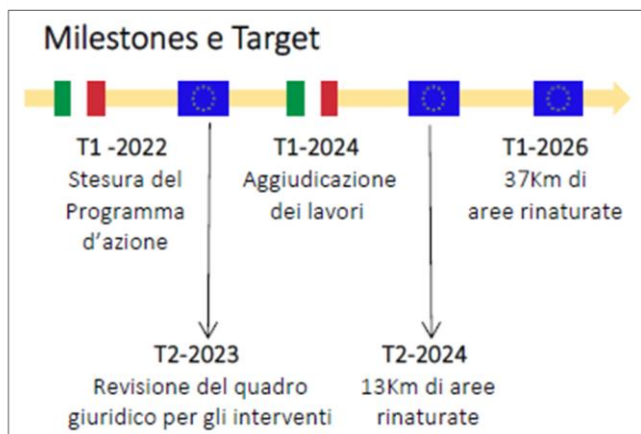 Milestones e Target
T1 -2022
Stesura del
Programma
d'azione
T1-2024
Aggiudicazione
dei lavori
T1-2026
37Km di
aree rinaturate
T2-2023
Revisione del quadro
giuridico per gli interventi
T2-2024
13Km di aree
rinaturate